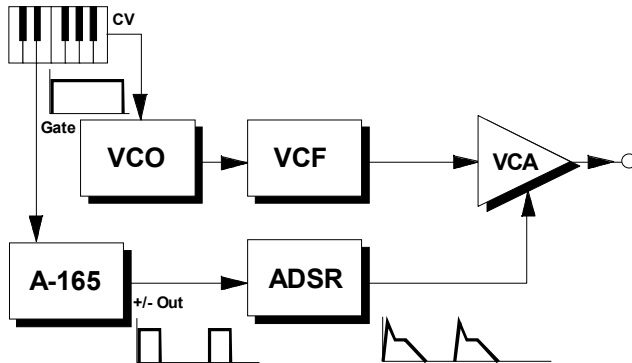 CV
Gate
VCO
VCF
VCA
A-165
+/- Out
ADSR